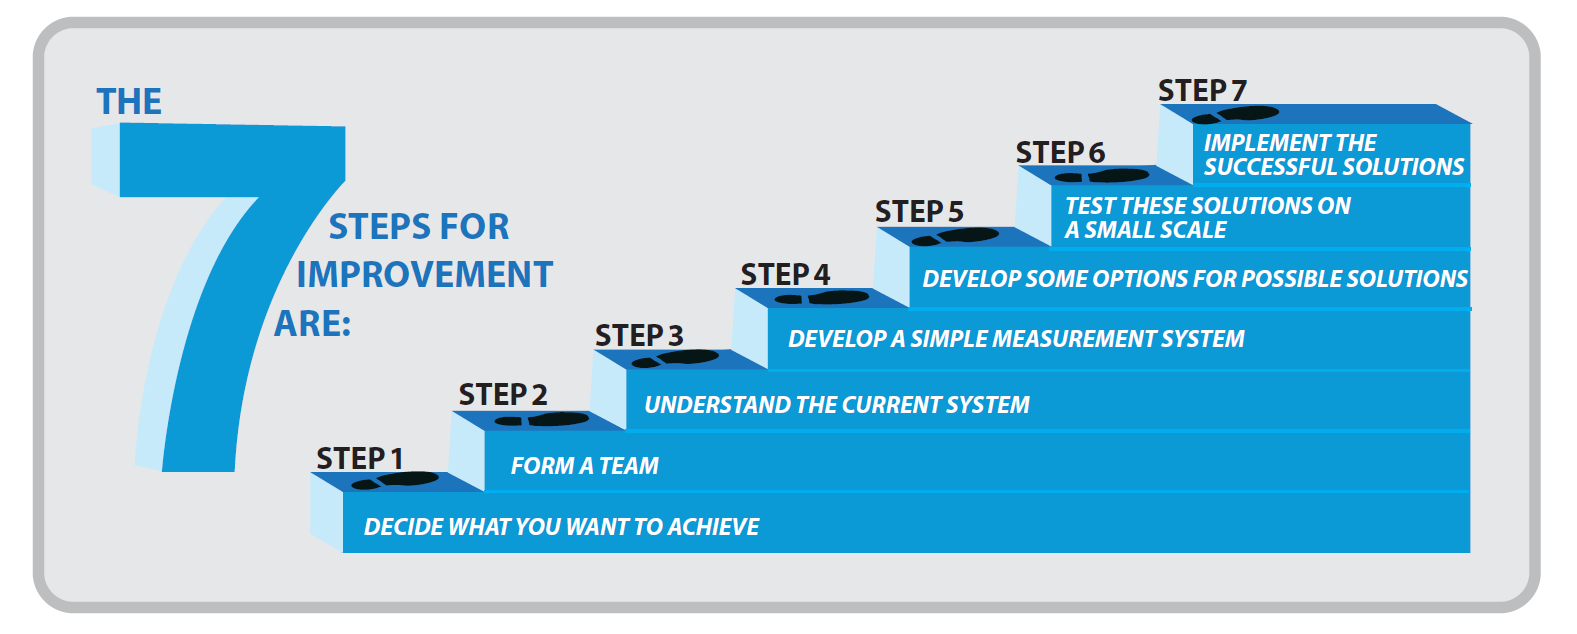 THE
7
STEPS FOR
IMPROVEMENT
ARE:
STEP 1
DECIDE WHAT YOU WANT TO ACHIEVE
STEP 2
FORM A TEAM
STEP 3
UNDERSTAND THE CURRENT SYSTEM
STEP 4
DEVELOP A SIMPLE MEASUREMENT SYSTEM
STEP 5
DEVELOP SOME OPTIONS FOR POSSIBLE SOLUTIONS
STEP 6
TEST THESE SOLUTIONS ON
A SMALL SCALE
STEP 7
IMPLEMENT THE
SUCCESSFUL SOLUTIONS